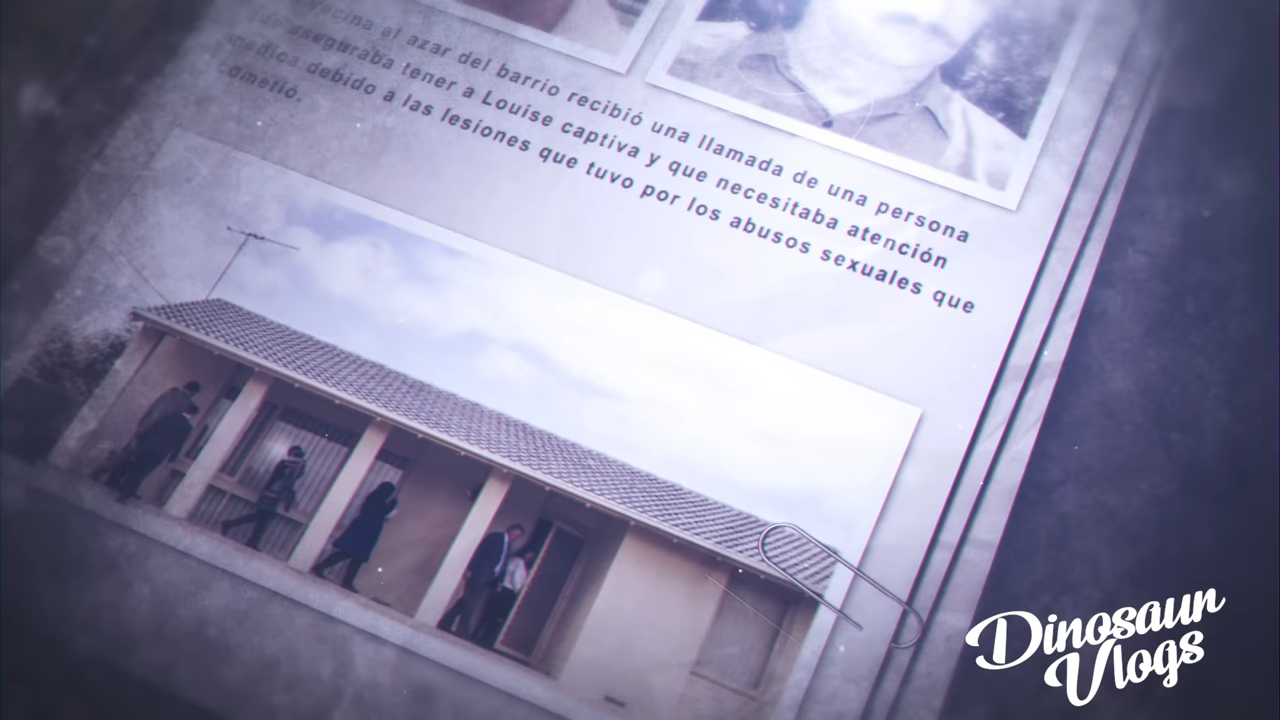 vecina al azar del barrio recibió una llamada de una persona
que aseguraba tener a Louise captiva y que necesitaba atención
médica debido a las lesiones que tuvo por los abusos sexuales que
cometió.
Dinosaun
Vlogs